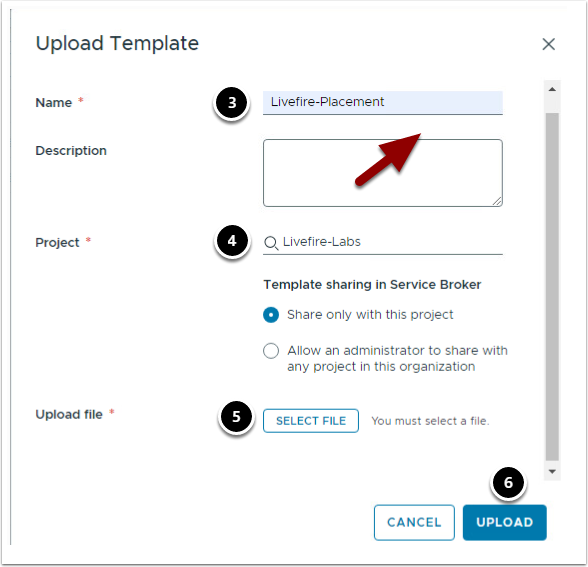 Upload Template
Name *
3
Livefire-Placement
Description
Project *
4
Livefire-Labs
Template sharing in Service Broker
Share only with this project
Allow an administrator to share with
any project in this organization
Upload file *
5
SELECT FILE
You must select a file.
6
CANCEL
UPLOAD